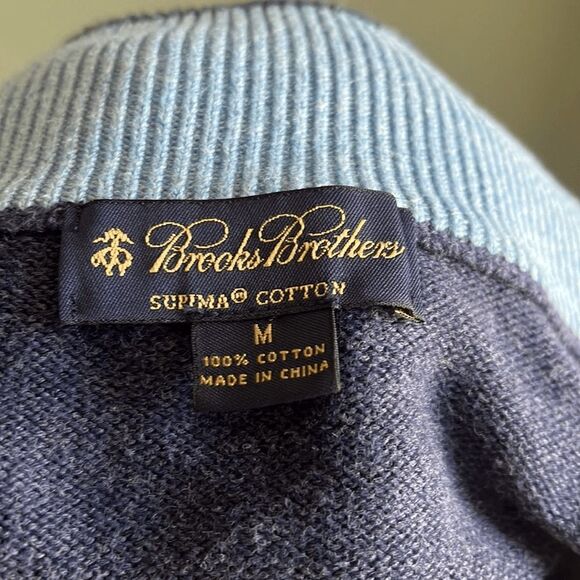 Brooks Brothers
SUPIMA® COTTON
M
100% COTTON
MADE IN CHINA